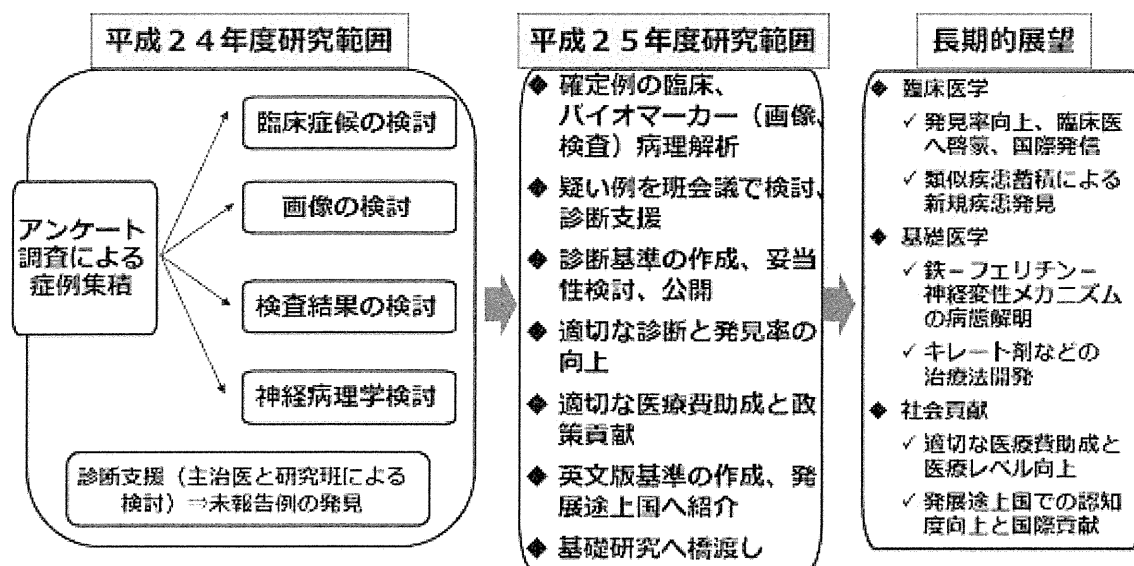 平成２４年度研究範囲
アンケート
調査による
症例集積
臨床症候の検討
画像の検討
検査結果の検討
神経病理学検討
診断支援（主治医と研究班による
検討）⇒未報告例の発見
平成２５年度研究範囲
◆ 確定例の臨床、
バイオマーカー（画像、
検査）病理解析
◆ 疑い例を班会議で検討、
診断支援
◆ 診断基準の作成、妥当
性検討、公開
◆ 適切な診断と発見率の
向上
◆ 適切な医療費助成と政
策貢献
◆ 英文版基準の作成、発
展途上国へ紹介
◆ 基礎研究へ橋渡し
長期的展望
◆ 臨床医学
✓ 発見率向上、臨床医
へ啓蒙、国際発信
✓ 類似疾患蓄積による
新規疾患発見
◆ 基礎医学
✓ 鉄－フェリチン－
神経変性メカニズム
の病態解明
✓ キレート剤などの
治療法開発
◆ 社会貢献
✓ 適切な医療費助成と
医療レベル向上
✓ 発展途上国での認知
度向上と国際貢献